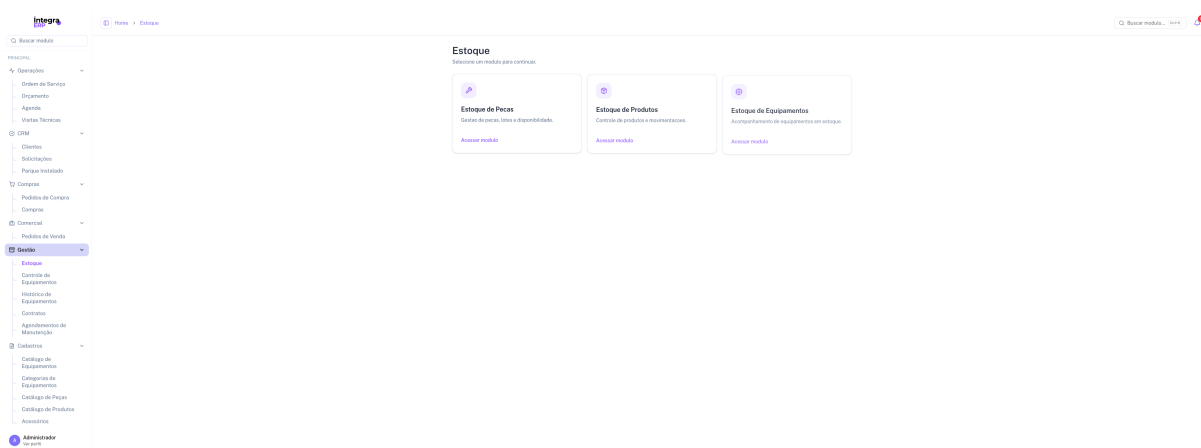 integra
ERP
Buscar modulo
PRINCIPAL
Operações
Ordem de Serviço
Orçamento
Agenda
Visitas Técnicas
CRM
Clientes
Solicitações
Parque Instalado
Compras
Pedidos de Compra
Compras
Comercial
Pedidos de Venda
Gestão
Estoque
Controle de
Equipamentos
Histórico de
Equipamentos
Contratos
Agendamentos de
Manutenção
Cadastros
Catálogo de
Equipamentos
Categorias de
Equipamentos
Catálogo de Peças
Catálogo de Produtos
Acessórios
A
Administrador
Ver perfil
Home > Estoque
Buscar modulo...
Estoque
Selecione um modulo para continuar.
Estoque de Pecas
Gestao de pecas, lotes e disponibilidade.
Acessar modulo
Estoque de Produtos
Controle de produtos e movimentacoes.
Acessar modulo
Estoque de Equipamentos
Acompanhamento de equipamentos em estoque.
Acessar modulo